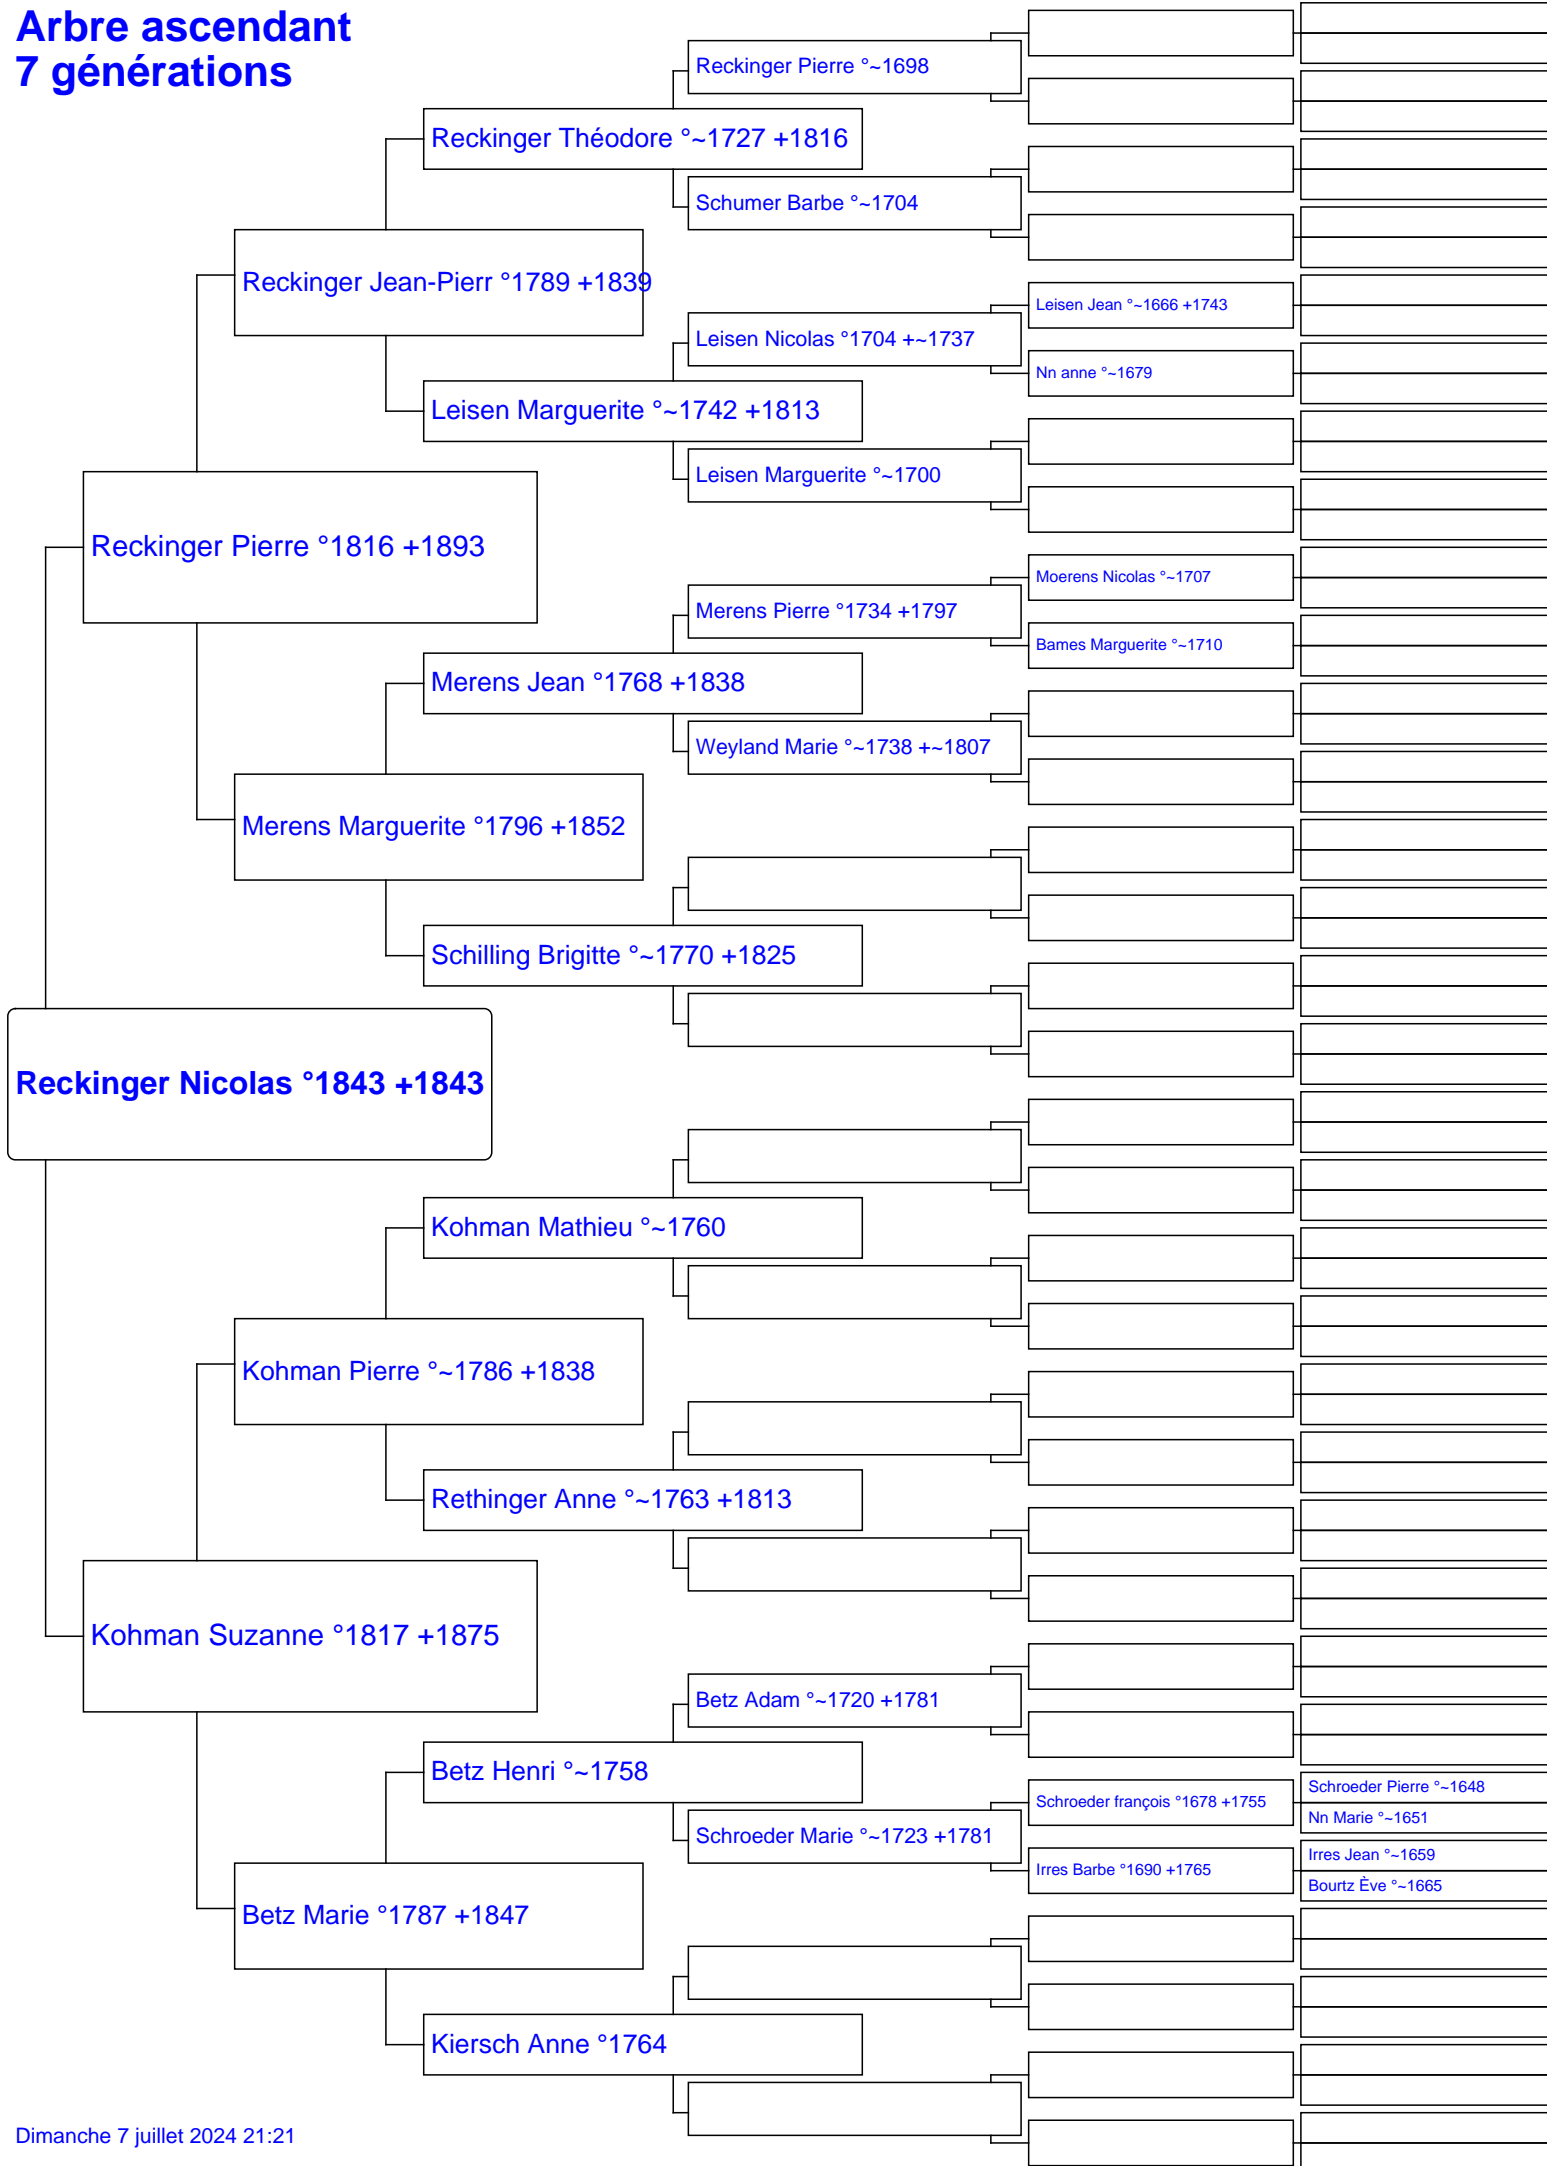 Arbre ascendant
7 générations
Reckinger Pierre °~1698
Reckinger Théodore °~1727 +1816
Schumer Barbe °~1704
Reckinger Jean-Pierr °1789 +1839
Leisen Jean °~1666 +1743
Leisen Nicolas °1704 +~1737
Nn anne °~1679
Leisen Marguerite °~1742 +1813
Leisen Marguerite °~1700
Reckinger Pierre °1816 +1893
Moerens Nicolas °~1707
Merens Pierre °1734 +1797
Bames Marguerite °~1710
Merens Jean °1768 +1838
Weyland Marie °~1738 +~1807
Merens Marguerite °1796 +1852
Schilling Brigitte °~1770 +1825
Reckinger Nicolas °1843 +1843
Kohman Mathieu °~1760
Kohman Pierre °~1786 +1838
Rethinger Anne °~1763 +1813
Kohman Suzanne °1817 +1875
Betz Adam °~1720 +1781
Betz Henri °~1758
Schroeder Pierre °~1648
Schroeder françois °1678 +1755
Nn Marie °~1651
Schroeder Marie °~1723 +1781
Irres Jean °~1659
Irres Barbe °1690 +1765
Bourtz Ève °~1665
Betz Marie °1787 +1847
Kiersch Anne °1764
Dimanche 7 juillet 2024 21:21